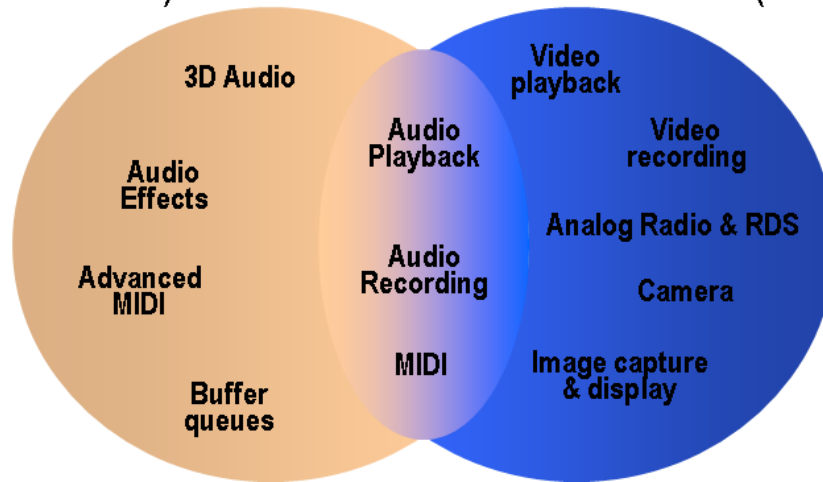 3D Audio
Audio
Effects
Advanced
MIDI
Buffer
queues
Audio
Playback
Audio
Recording
MIDI
Video
playback
Video
recording
Analog Radio & RDS
Camera
Image capture
& display